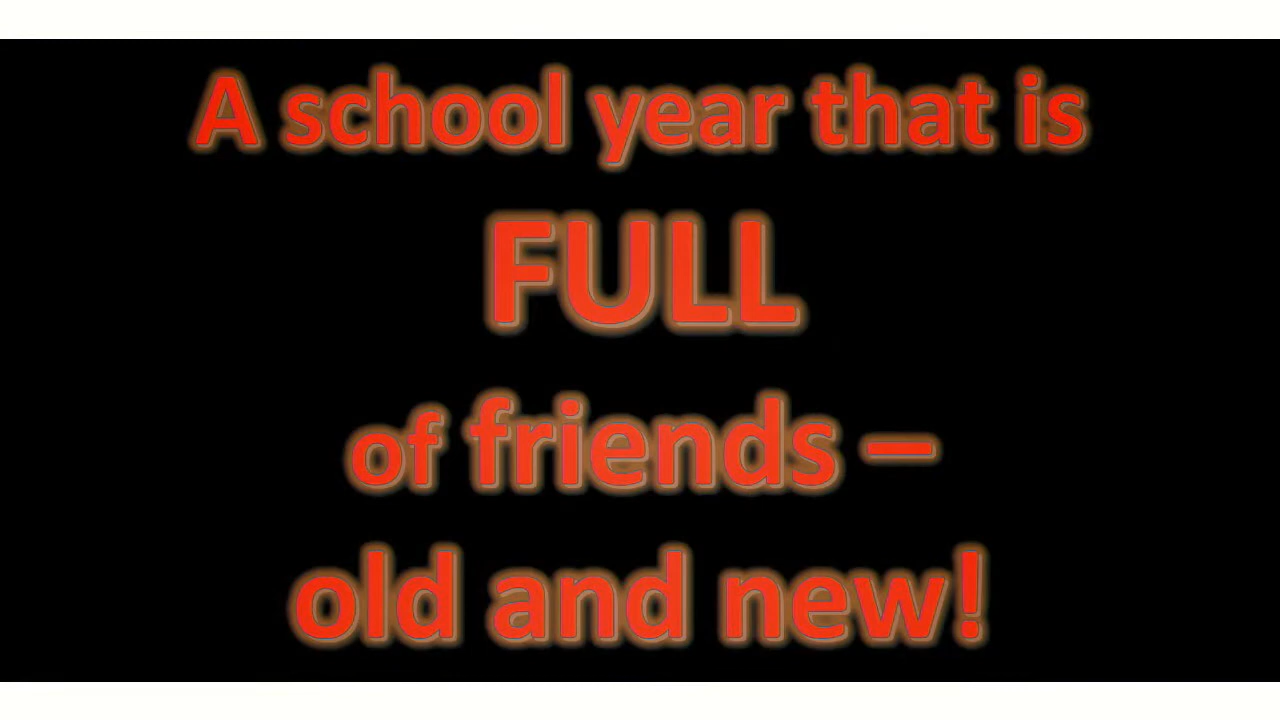 A school year that is
FULL
of friends –
old and new!